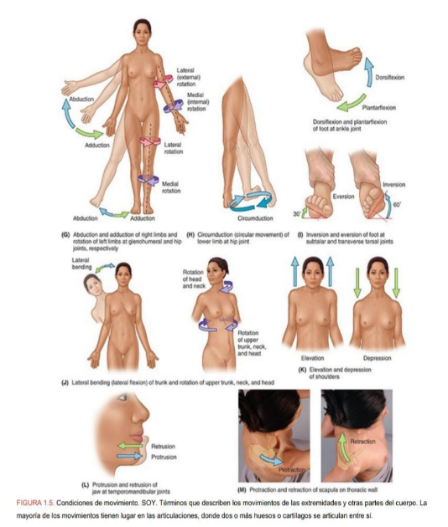 Lateral
(external)
rotation
Medial
(internal)
rotation
Abduction
Adduction
Lateral
rotation
Medial
rotation
Abduction
Adduction
Circumduction
Dorsiflexion
Plantarflexion
Dorsiflexion and plantarflexion
of foot at ankle joint
Eversion
Inversion
30°
60°
(G) Abduction and adduction of right limbs and
rotation of left limbs at glenohumeral and hip
joints, respectively
(H) Circumduction (circular movement) of
lower limb at hip joint
(I) Inversion and eversion of foot at
subtalar and transverse tarsal joints
Lateral
bending
Rotation
of head
and neck
Rotation
of upper
trunk, neck,
and head
Elevation
Depression
(K) Elevation and depression
of shoulders
(J) Lateral bending (lateral flexion) of trunk and rotation of upper trunk, neck, and head
Retrusion
Protrusion
Protraction
Retraction
(L) Protrusion and retrusion of
jaw at temporomandibular joints
(M) Protraction and retraction of scapula on thoracic wall
FIGURA 1.5. Condiciones de movimiento. SOY. Términos que describen los movimientos de las extremidades y otras partes del cuerpo. La
mayoría de los movimientos tienen lugar en las articulaciones, donde dos o más huesos o cartílagos se articulan entre sí.